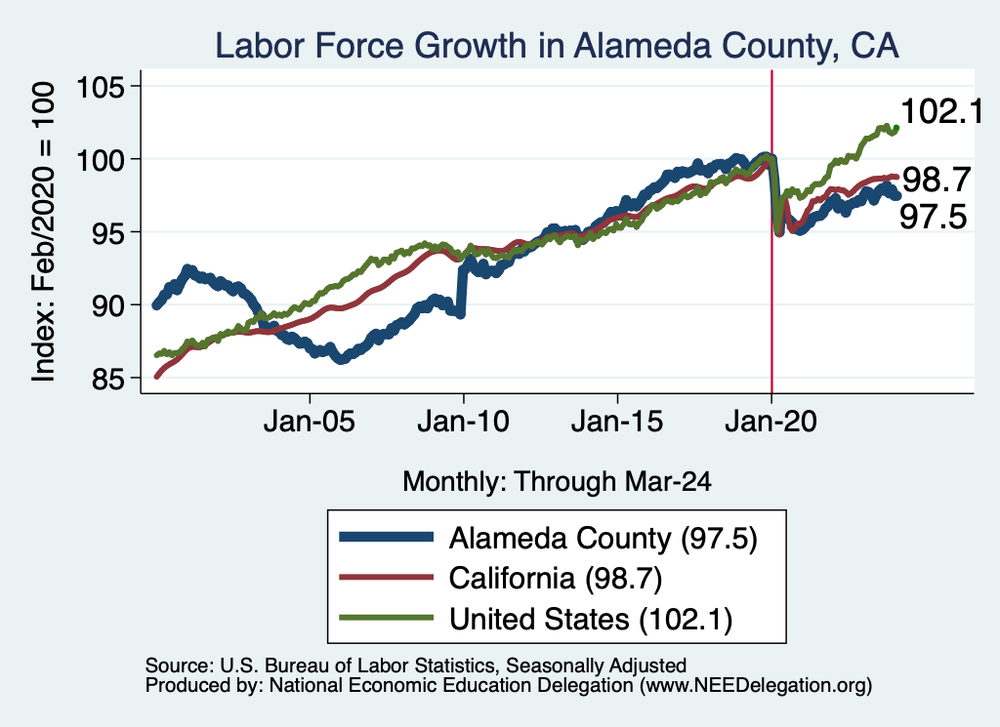 Labor Force Growth in Alameda County, CA
Index: Feb/2020 = 100
105
100
95
90
85
102.1
98.7
97.5
Jan-05 Jan-10 Jan-15 Jan-20
Monthly: Through Mar-24
Alameda County (97.5)
California (98.7)
United States (102.1)
Source: U.S. Bureau of Labor Statistics, Seasonally Adjusted
Produced by: National Economic Education Delegation (www.NEEDelegation.org)